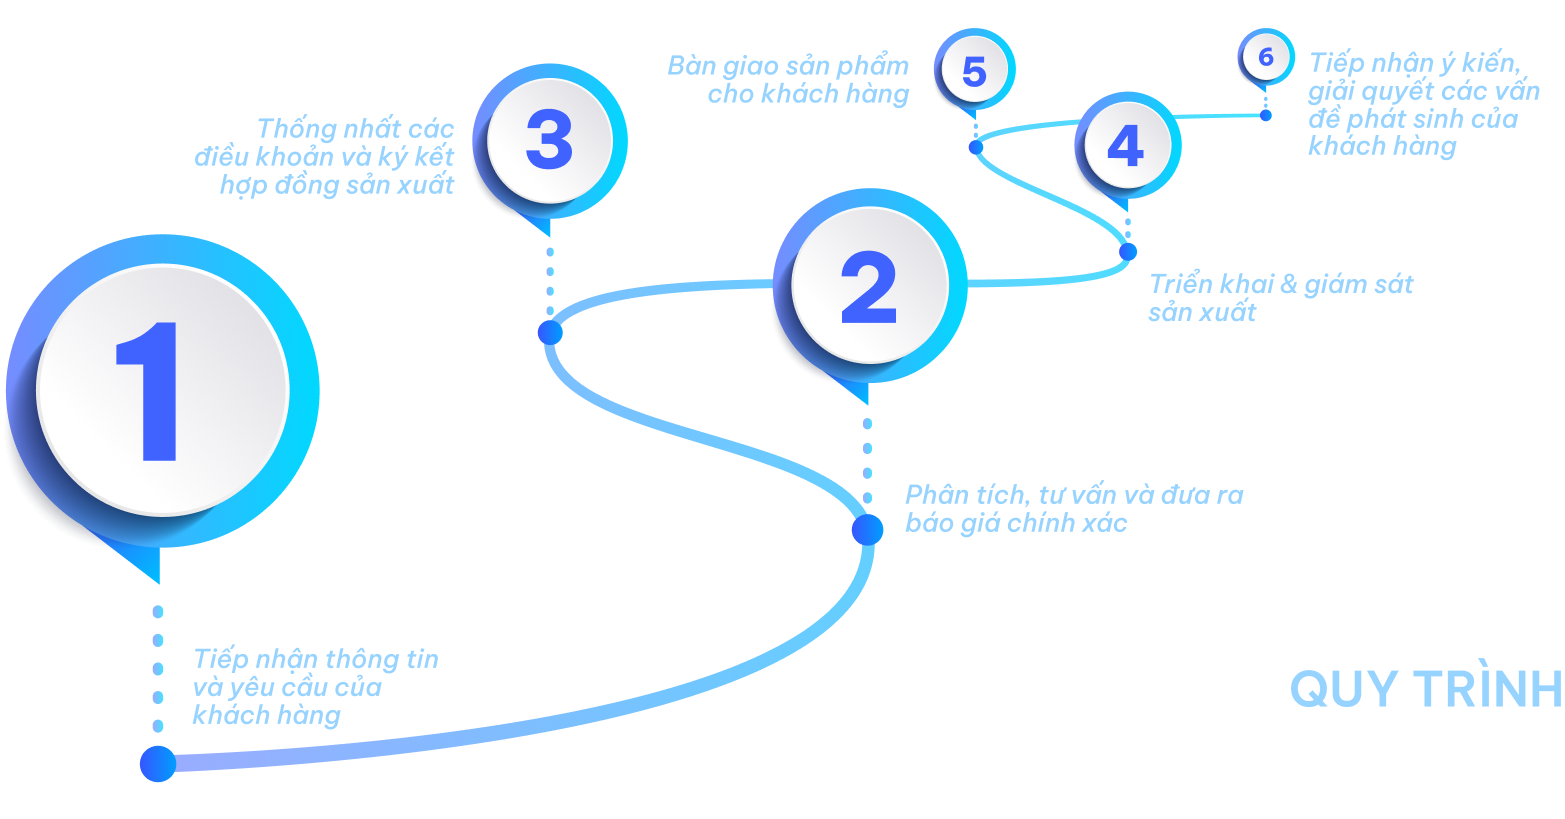 1
Tiếp nhận thông tin
và yêu cầu của
khách hàng
2
Phân tích, tư vấn và đưa ra
báo giá chính xác
3
Thống nhất các
điều khoản và ký kết
hợp đồng sản xuất
4
Triển khai & giám sát
sản xuất
5
Bàn giao sản phẩm
cho khách hàng
6
Tiếp nhận ý kiến,
giải quyết các vấn
đề phát sinh của
khách hàng
QUY TRÌNH